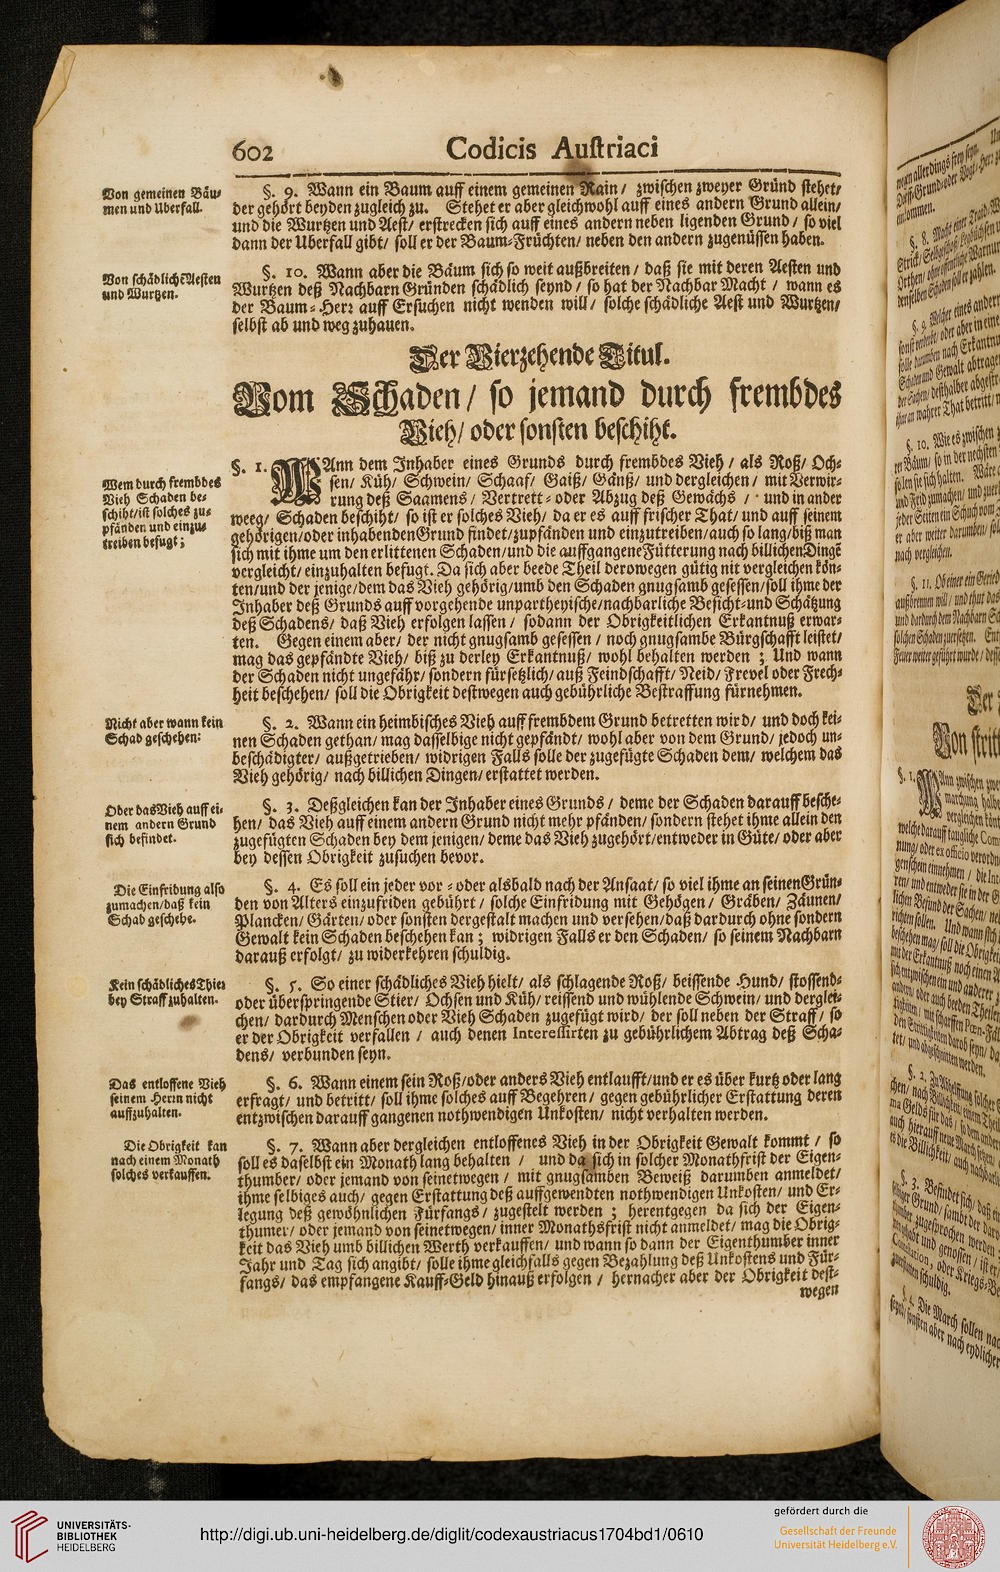 602 Codicis Austriaci
Von gemeinen Bäu-
men und Uberfall.
§. 9. Wann ein Baum auff einem gemeinen Rain / zwischen zweyer Gründ stehet/
der gehört beyden zugleich zu. Stehet er aber gleichwohl auff eines andern Grund allein/
und die Wurtzen und Aest/ erstrecken sich auff eines andern neben ligenden Grund / so viel
dann der Uberfall gibt/ soll er der Baum-Früchten/ neben den andern zugenüssen haben.
Von schädlichē Aesten
und Wurtzen.
§. 10. Wann aber die Bäum sich so weit außbreiten / daß sie mit deren Aesten und
Wurtzen deß Nachbarn Gründen schädlich seynd / so hat der Nachbar Macht / wann es
der Baum-Herr auff Ersuchen nicht wenden will / solche schädliche Aest und Wurtzen/
selbst ab und weg zuhauen.
Der Vierzehende Titul.
Vom Schaden / so jemand durch frembdes
Vieh/ oder sonsten beschiht.
Wem durch frembdes
Vieh Schaden be-
schiht/ist solches zu-
pfänden und einzu-
treiben befugt;
§. 1. WAnn dem Inhaber eines Grunds durch frembdes Vieh / als Roß/ Och-
sen/ Küh/ Schwein/ Schaaf/ Gaiß/ Gänß/ und dergleichen / mit Verwir-
rung deß Saamens / Vertrett- oder Abzug deß Gewächs / und in ander
weeg/ Schaden beschiht/ so ist er solches Vieh/ da er es auff frischer That/ und auff seinem
gehörigen/oder inhabenden Grund findet/zupfänden und einzutreiben/auch so lang/biß man
sich mit ihme um den erlittenen Schaden/und die auffgangene Fütterung nach billichen Dingē
vergleicht/ einzuhalten befugt. Da sich aber beede Theil derowegen gütig nit vergleichen kön-
ten/und der jenige/dem das Vieh gehörig/umb den Schaden gnugsamb gesessen/soll ihme der
Inhaber deß Grunds auff vorgehende unpartheyische/nachbarliche Besicht-und Schätzung
deß Schadens/ daß Vieh erfolgen lassen / sodann der Obrigkeitlichen Erkantnuß erwar-
ten. Gegen einem aber/ der nicht gnugsamb gesessen / noch gnugsambe Bürgschafft leistet/
mag das gepfändte Vieh/ biß zu derley Erkantnuß/ wohl behalten werden ; Und wann
der Schaden nicht ungefähr/ sondern fürsetzlich/ auß Feindschafft/ Neid/ Frevel oder Frech-
heit beschehen/ soll die Obrigkeit destwegen auch gebührliche Bestraffung fürnehmen.
Nicht aber wann kein
Schad geschehen:
§. 2. Wann ein heimbisches Vieh auff frembdem Grund betretten wird/ und doch kei-
nen Schaden gethan/ mag dasselbige nicht gepfändt/ wohl aber von dem Grund/ jedoch un-
beschädigter/ außgetrieben/ widrigen Falls solle der zugefügte Schaden dem/ welchem das
Vieh gehörig/ nach billichen Dingen/ erstattet werden.
Oder das Vieh auff ei-
nem andern Grund
sich befindet.
§. 3. Deßgleichen kan der Inhaber eines Grunds / deme der Schaden darauff besche-
hen/ das Vieh auff einem andern Grund nicht mehr pfänden/ sondern stehet ihme allein den
zugefügten Schaden bey dem jenigen/ deme das Vieh zugehört/entweder in Güte/ oder aber
bey dessen Obrigkeit zusuchen bevor.
Die Einfridung also
zumachen/daß kein
Schad geschehe.
§. 4. Es soll ein jeder vor- oder alsbald nach der Ansaat/ so viel ihme an seinen Grün-
den von Alters einzufriden gebührt / solche Einfridung mit Gehögen / Gräben/ Zäunen/
Plancken/ Gärten/ oder sonsten dergestalt machen und versehen/daß dardurch ohne sondern
Gewalt kein Schaden beschehen kan ; widrigen Falls er den Schaden/ so seinem Nachbarn
darauß erfolgt/ zu widerkehren schuldig.
Kein schädliches Thier
bey Straff zuhalten.
§. 5. So einer schädliches Vieh hielt/ als schlagende Roß/ beissende Hund/ stossend-
oder überspringende Stier/ Ochsen und Küh/ reissend und wühlende Schwein/ und derglei-
chen/ dardurch Menschen oder Vieh Schaden zugefügt wird/ der soll neben der Straff/ so
er der Obrigkeit verfallen / auch denen Interessirten zu gebührlichem Abtrag deß Scha-
dens/ verbunden seyn.
Das entloffene Vieh
seinem Herrn nicht
auffzuhalten.
§. 6. Wann einem sein Roß/oder anders Vieh entlaufft/und er es über kurtz oder lang
erfragt/ und betritt/ soll ihme solches auff Begehren / gegen gebührlicher Erstattung deren
entzwischen darauff gangenen nothwendigen Unkosten/ nicht verhalten werden.
Die Obrigkeit kan
nach einem Monath
solches verkauffen.
§. 7. Wann aber dergleichen entloffenes Vieh in der Obrigkeit Gewalt kommt / so
soll es daselbst ein Monath lang behalten / und da sich in solcher Monathfrist der Eigen-
thumber/ oder jemand von seinetwegen / mit gnugsamben Beweiß darumben anmeldet/
ihme selbiges auch/ gegen Erstattung deß auffgewendten nothwendigen Unkosten/ und Er-
legung deß gewöhnlichen Fürfangs / zugestelt werden ; herentgegen da sich der Eigen-
thumer/ oder jemand von seinetwegen/ inner Monathsfrist nicht anmeldet/ mag die Obrig-
keit das Vieh umb billichen Werth verkauffen/ und wann so dann der Eigenthumber inner
Jahr und Tag sich angibt/ solle ihme gleichfalls gegen Bezahlung deß Unkostens und Für-
fangs/ das empfangene Kauff-Geld hinauß erfolgen / hernacher aber der Obrigkeit dest-
wegen
UNIVERSITÄTS-
BIBLIOTHEK
HEIDELBERG
http://digi.ub.uni-heidelberg.de/diglit/codexaustriacus1704bd1/0610
gefördert durch die
Gesellschaft der Freunde
Universität Heidelberg e.V.